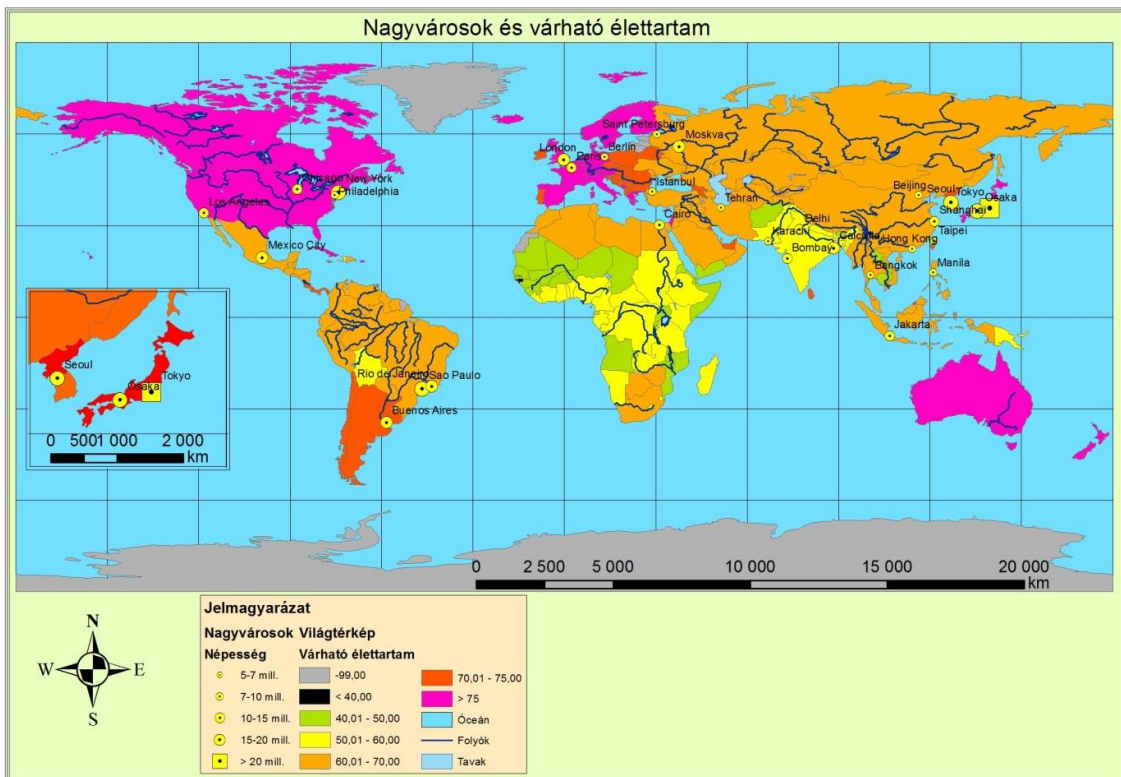 Nagyvárosok és várható élettartam
Saint Petersburg
Moskva
London
Berlin
Paris
Chicago
New York
Philadelphia
Istanbul
Los Angeles
Tehran
Beijing
Seoul
Tokyo
Osaka
Shanghai
Cairo
Delhi
Taipei
Mexico City
Karachi
Calcutta
Hong Kong
Bombay
Bangkok
Manila
Jakarta
Rio de Janeiro
Sao Paulo
Buenos Aires
Seoul
Tokyo
Osaka
0 500 1 000 2 000
km
0 2 500 5 000 10 000 15 000 20 000
km
N
W E
S
Jelmagyarázat
Nagyvárosok Világtérkép
Népesség Várható élettartam
5-7 mill. -99,00 70,01 - 75,00
7-10 mill. < 40,00 > 75
10-15 mill. 40,01 - 50,00 Óceán
15-20 mill. 50,01 - 60,00 Folyók
> 20 mill. 60,01 - 70,00 Tavak